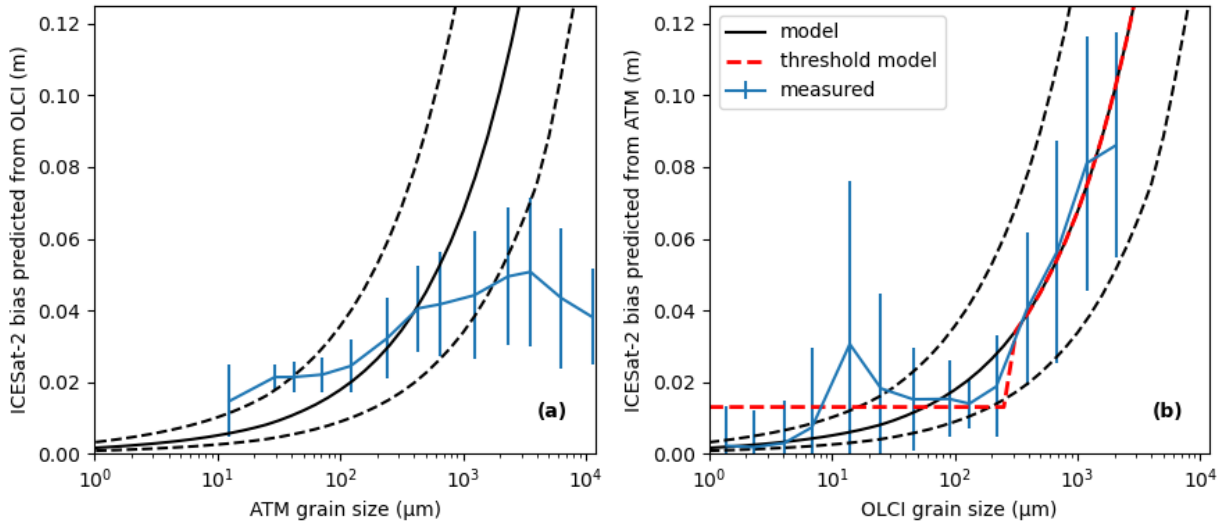 0.12
0.10
0.08
0.06
0.04
0.02
0.00
ICESat-2 bias predicted from OLCI (m)
(a)
10⁰
10¹
10²
10³
10⁴
ATM grain size (μm)
0.12
0.10
0.08
0.06
0.04
0.02
0.00
ICESat-2 bias predicted from ATM (m)
model
threshold model
measured
(b)
10⁰
10¹
10²
10³
10⁴
OLCI grain size (μm)